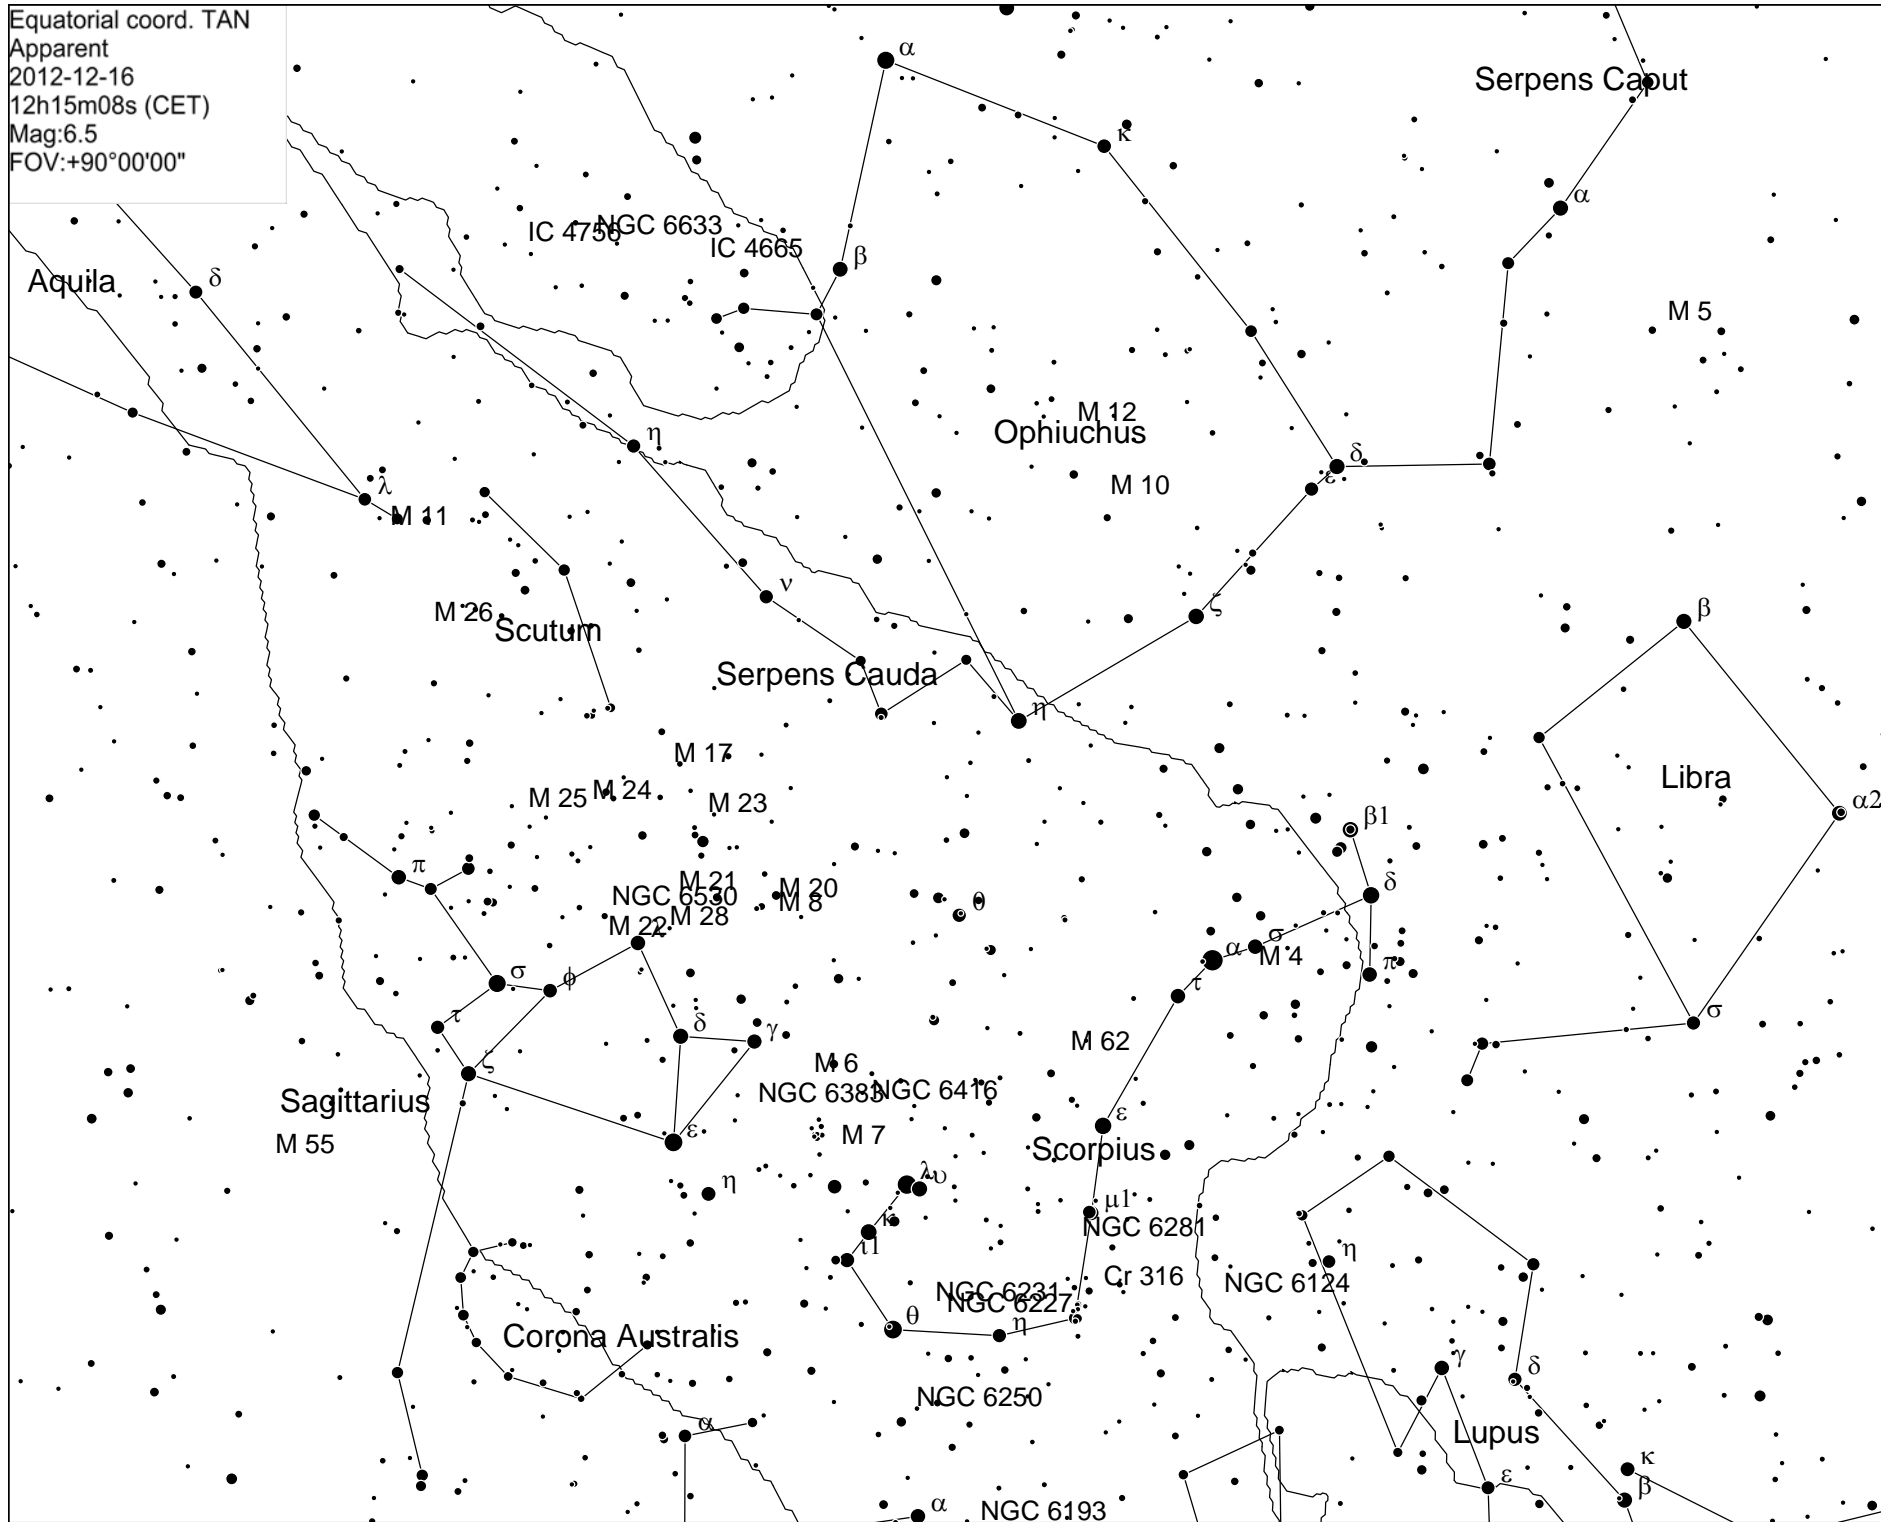 Equatorial coord. TAN
Apparent
2012-12-16
12h15m08s (CET)
Mag:6.5
FOV:+90°00'00"
α
Serpens Caput
κ
α
IC 4756
NGC 6633
IC 4665
β
Aquila
δ
M 5
M 12
Ophiuchus
η
δ
ε
λ
M 10
M 11
ν
ζ
β
M 26
Scutum
Serpens Cauda
η
M 17
Libra
M 25
M 24
M 23
α2
β1
π
M 21
M 20
NGC 6530
M 8
θ
δ
M 28
M 22
λ
σ
α
M 4
π
σ
φ
τ
σ
τ
δ
γ
M 62
ζ
M 6
NGC 6383
NGC 6416
Sagittarius
ε
M 7
ε
Scorpius
M 55
η
λ
υ
μ1
κ
NGC 6281
ι1
η
Cr 316
NGC 6124
NGC 6231
NGC 6227
θ
η
Corona Australis
γ
δ
NGC 6250
α
Lupus
κ
ε
β
α
NGC 6193